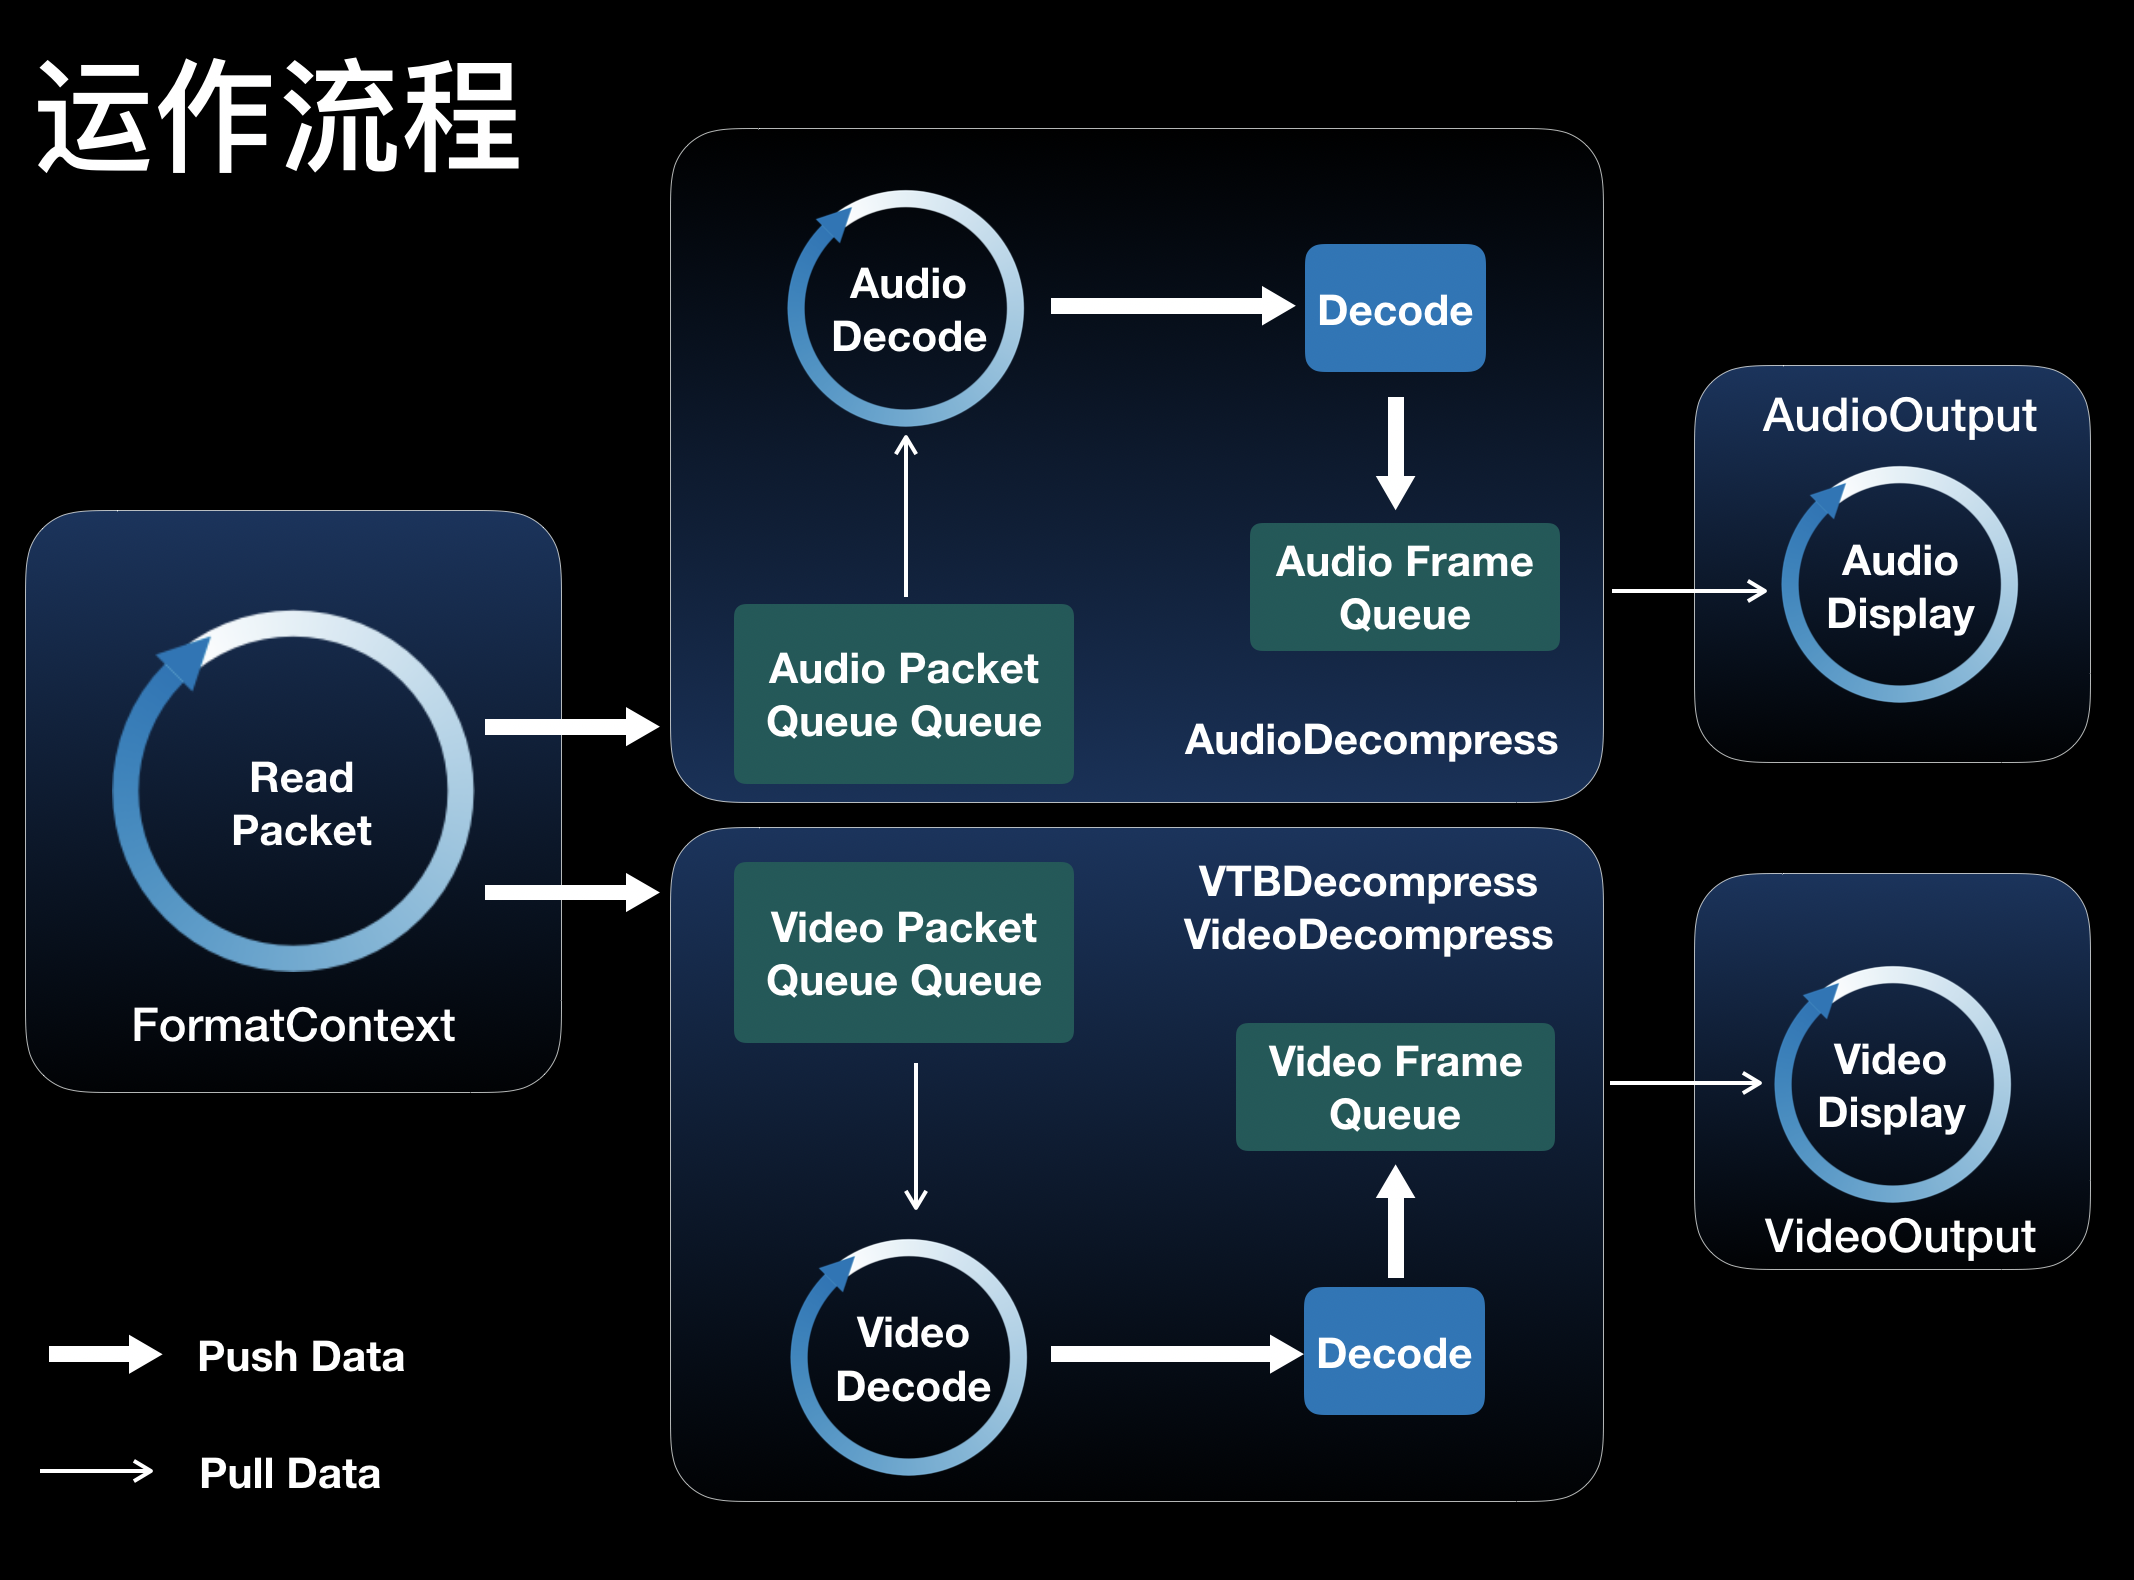 运作流程
Audio
Decode
Decode
Audio Frame
Queue
Audio Packet
Queue Queue
AudioDecompress
AudioOutput
Audio
Display
Read
Packet
FormatContext
Video Packet
Queue Queue
VTBDecompress
VideoDecompress
Video Frame
Queue
Video
Decode
Decode
Video
Display
VideoOutput
Push Data
Pull Data